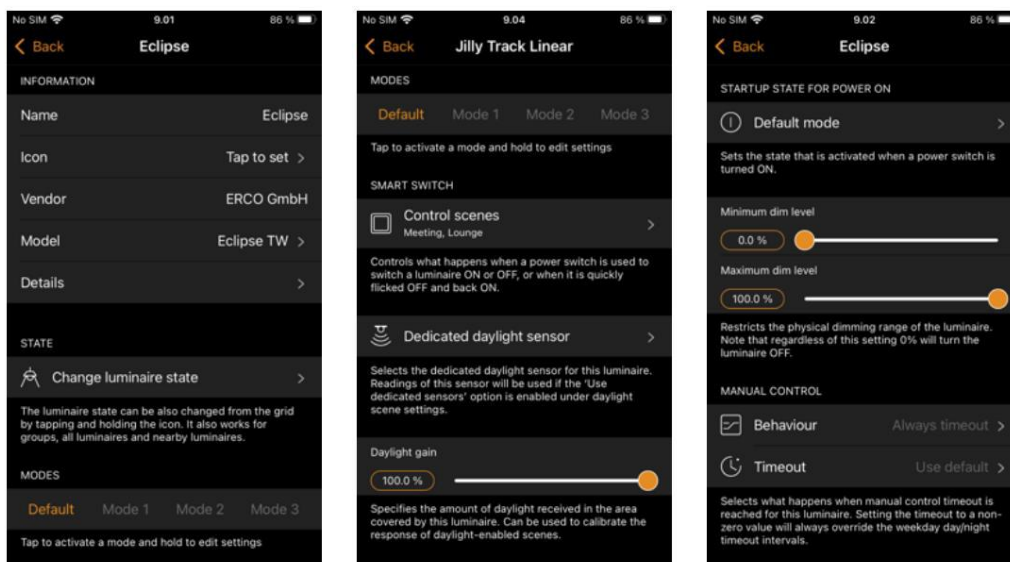 No SIM 9.01 86 %
Back Eclipse
INFORMATION
Name Eclipse
Icon Tap to set >
Vendor ERCO GmbH
Model Eclipse TW >
Details >
STATE
Change luminaire state >
The luminaire state can be also changed from the grid
by tapping and holding the icon. It also works for
groups, all luminaires and nearby luminaires.
MODES
Default Mode 1 Mode 2 Mode 3
Tap to activate a mode and hold to edit settings
No SIM 9.04 86 %
Back Jilly Track Linear
MODES
Default Mode 1 Mode 2 Mode 3
Tap to activate a mode and hold to edit settings
SMART SWITCH
Control scenes >
Meeting, Lounge
Controls what happens when a power switch is used to
switch a luminaire ON or OFF, or when it is quickly
flicked OFF and back ON.
Dedicated daylight sensor >
Selects the dedicated daylight sensor for this luminaire.
Readings of this sensor will be used if the 'Use
dedicated sensors' option is enabled under daylight
scene settings.
Daylight gain
100.0 %
Specifies the amount of daylight received in the area
covered by this luminaire. Can be used to calibrate the
response of daylight-enabled scenes.
No SIM 9.02 86 %
Back Eclipse
STARTUP STATE FOR POWER ON
Default mode >
Sets the state that is activated when a power switch is
turned ON.
Minimum dim level
0.0 %
Maximum dim level
100.0 %
Restricts the physical dimming range of the luminaire.
Note that regardless of this setting 0% will turn the
luminaire OFF.
MANUAL CONTROL
Behaviour Always timeout >
Timeout Use default >
Selects what happens when manual control timeout is
reached for this luminaire. Setting the timeout to a non-
zero value will always override the weekday day/night
timeout intervals.